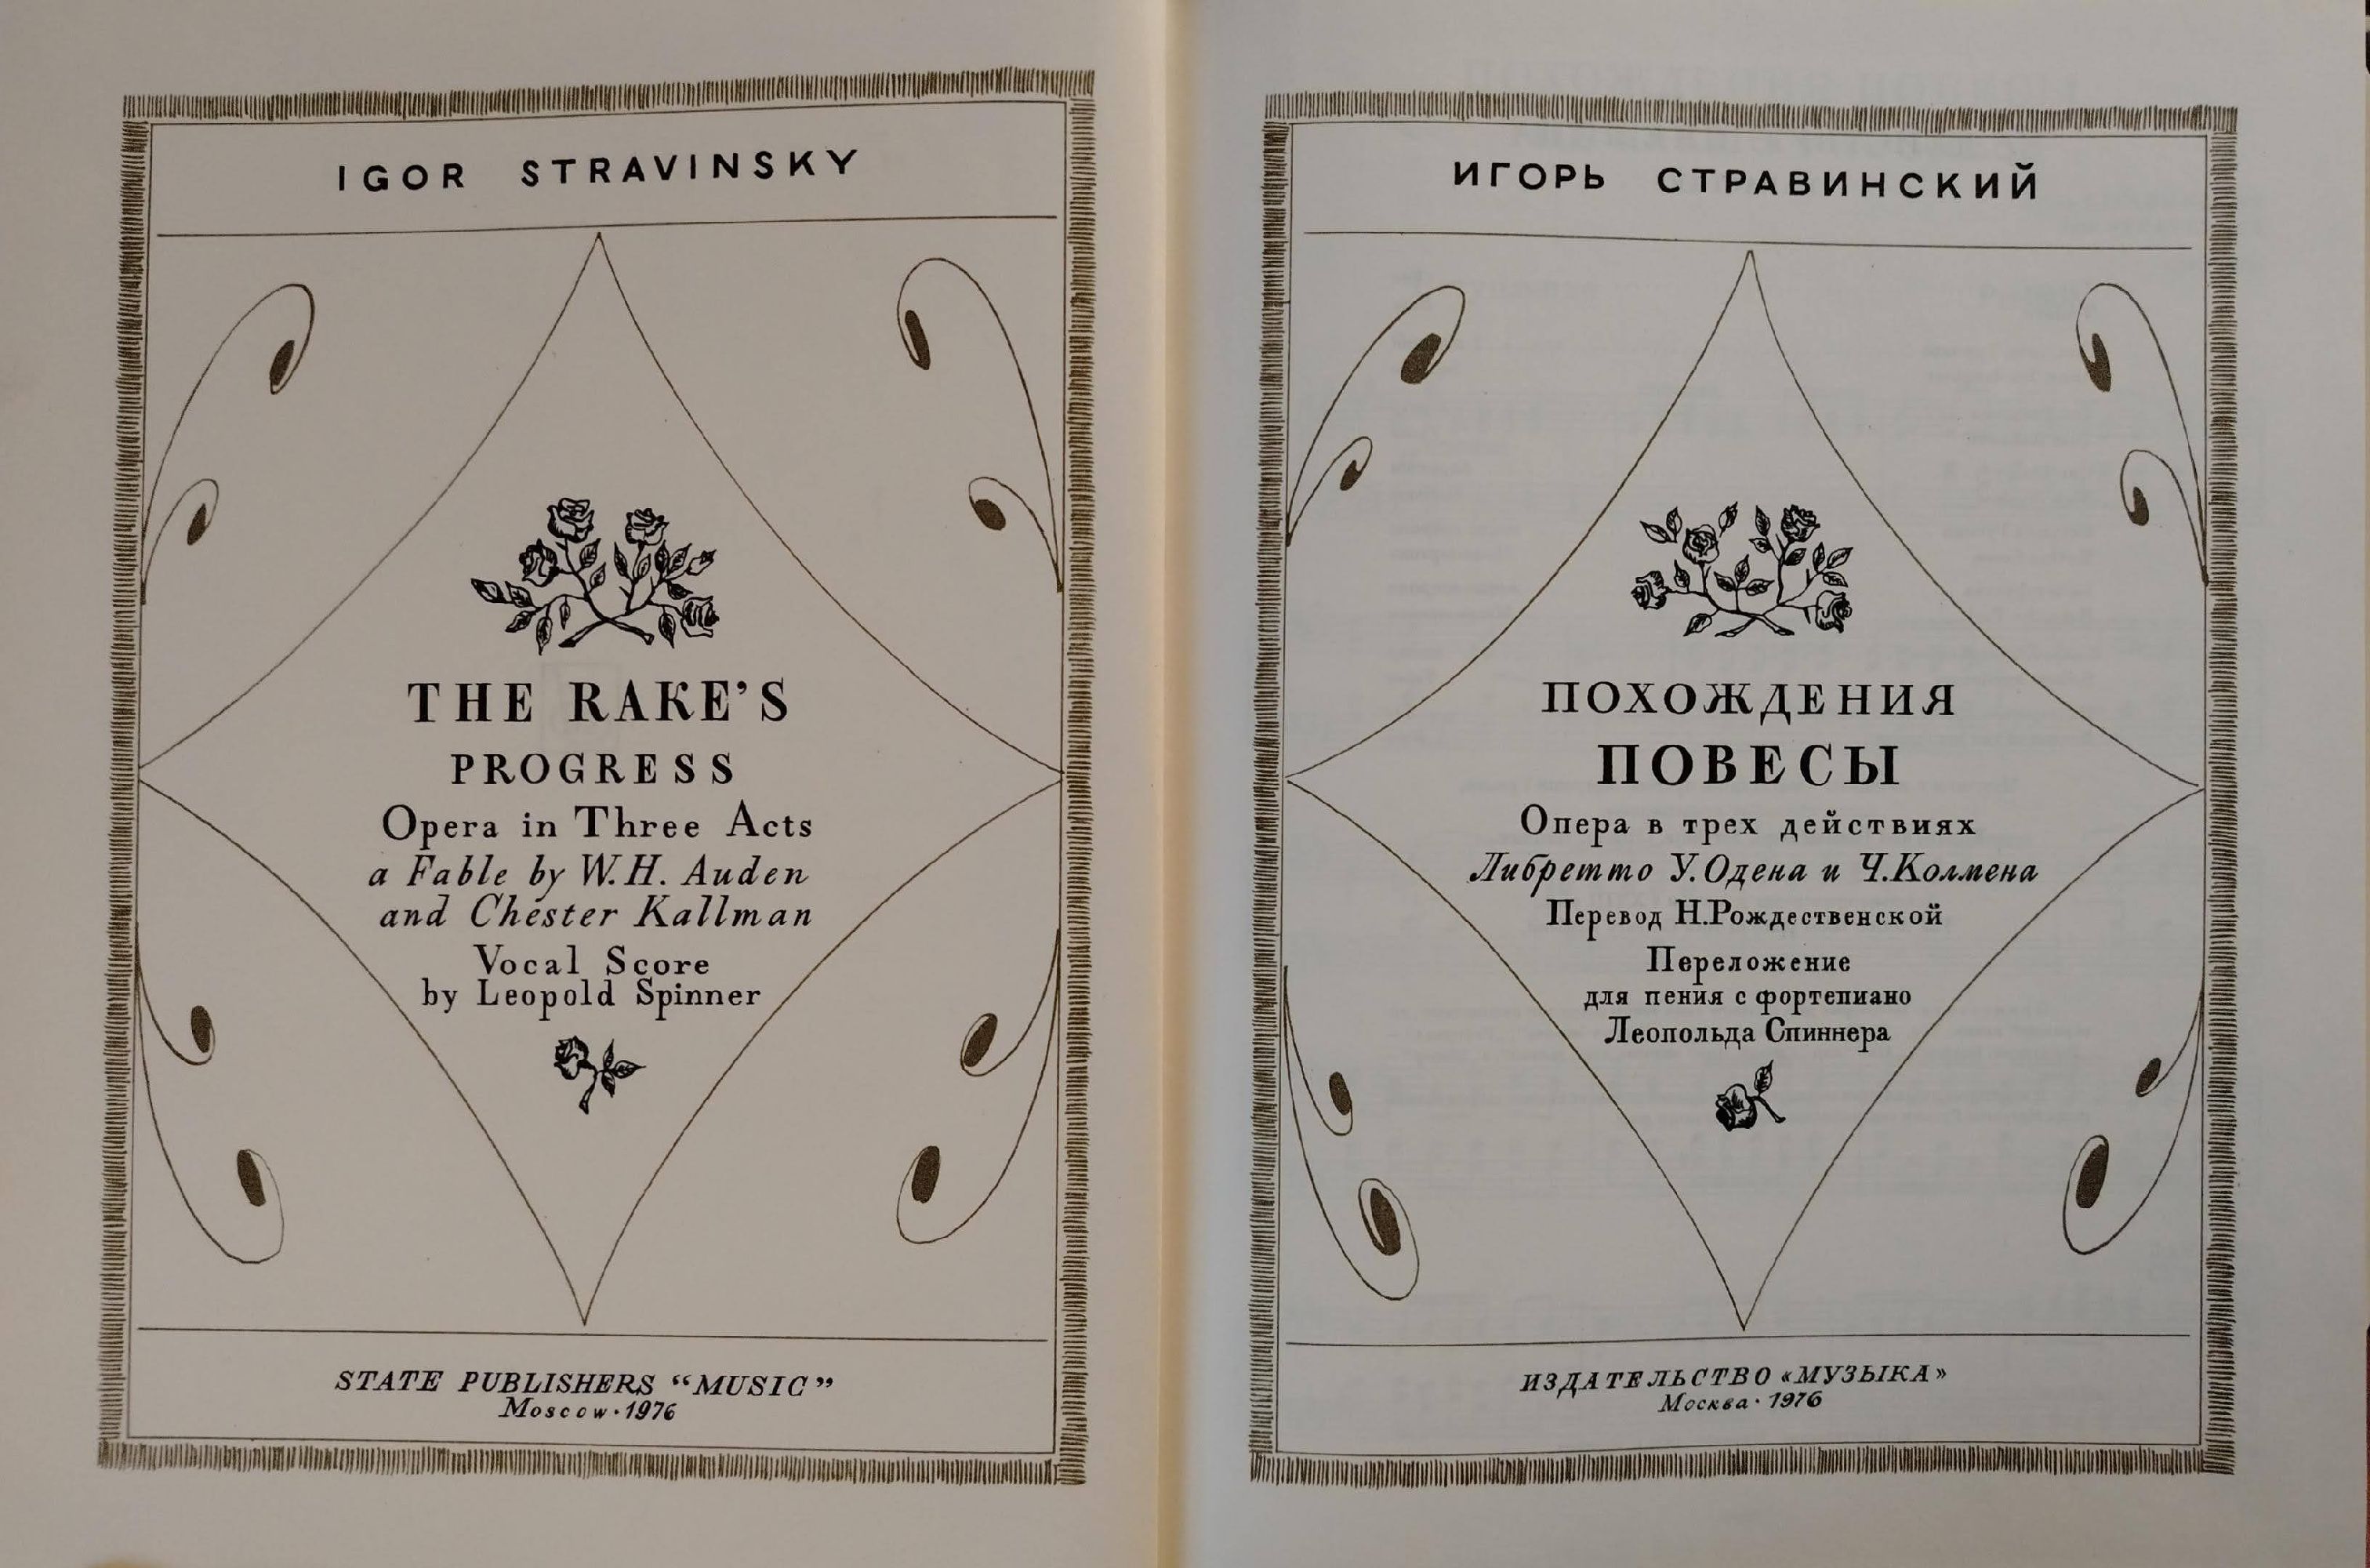 IGOR STRAVINSKY
THE RAKE'S
PROGRESS
Opera in Three Acts
a Fable by W.H. Auden
and Chester Kallman
Vocal Score
by Leopold Spinner
STATE PUBLISHERS “MUSIC”
Moscow·1976
ИГОРЬ СТРАВИНСКИЙ
ПОХОЖДЕНИЯ
ПОВЕСЫ
Опера в трех действиях
Либретто У.Одена и Ч.Колмена
Перевод Н.Рождественской
Переложение
для пения с фортепиано
Леопольда Спиннера
ИЗДАТЕЛЬСТВО «МУЗЫКА»
Москва·1976